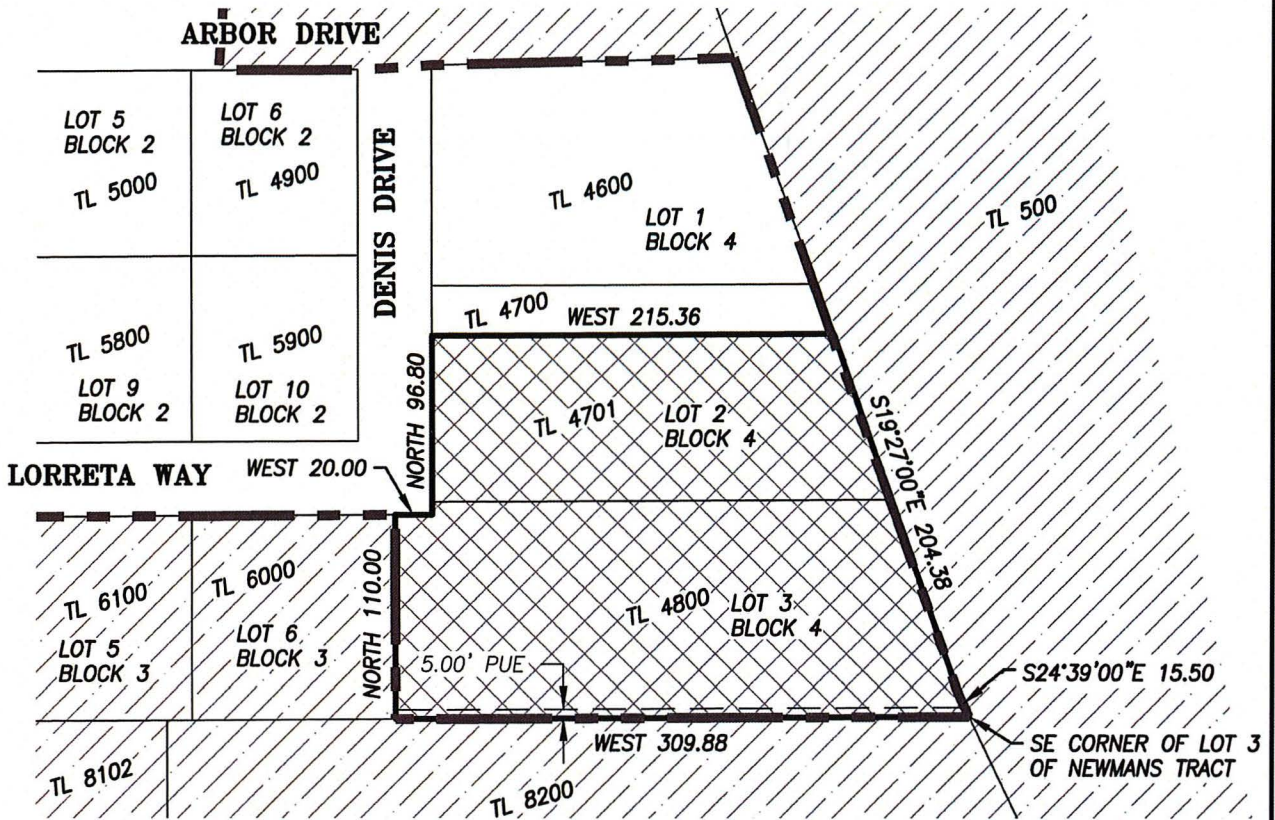 ARBOR DRIVE
LOT 5
BLOCK 2
TL 5000
LOT 6
BLOCK 2
TL 4900
DENIS DRIVE
TL 4600
LOT 1
BLOCK 4
TL 500
TL 4700
WEST 215.36
TL 5800
LOT 9
BLOCK 2
TL 5900
LOT 10
BLOCK 2
NORTH 96.80
TL 4701
LOT 2
BLOCK 4
S19°27'00"E 204.38
LORRETA WAY
WEST 20.00
TL 6100
LOT 5
BLOCK 3
TL 6000
LOT 6
BLOCK 3
NORTH 110.00
TL 4800
LOT 3
BLOCK 4
5.00' PUE
S24°39'00"E 15.50
WEST 309.88
SE CORNER OF LOT 3
OF NEWMANS TRACT
TL 8102
TL 8200